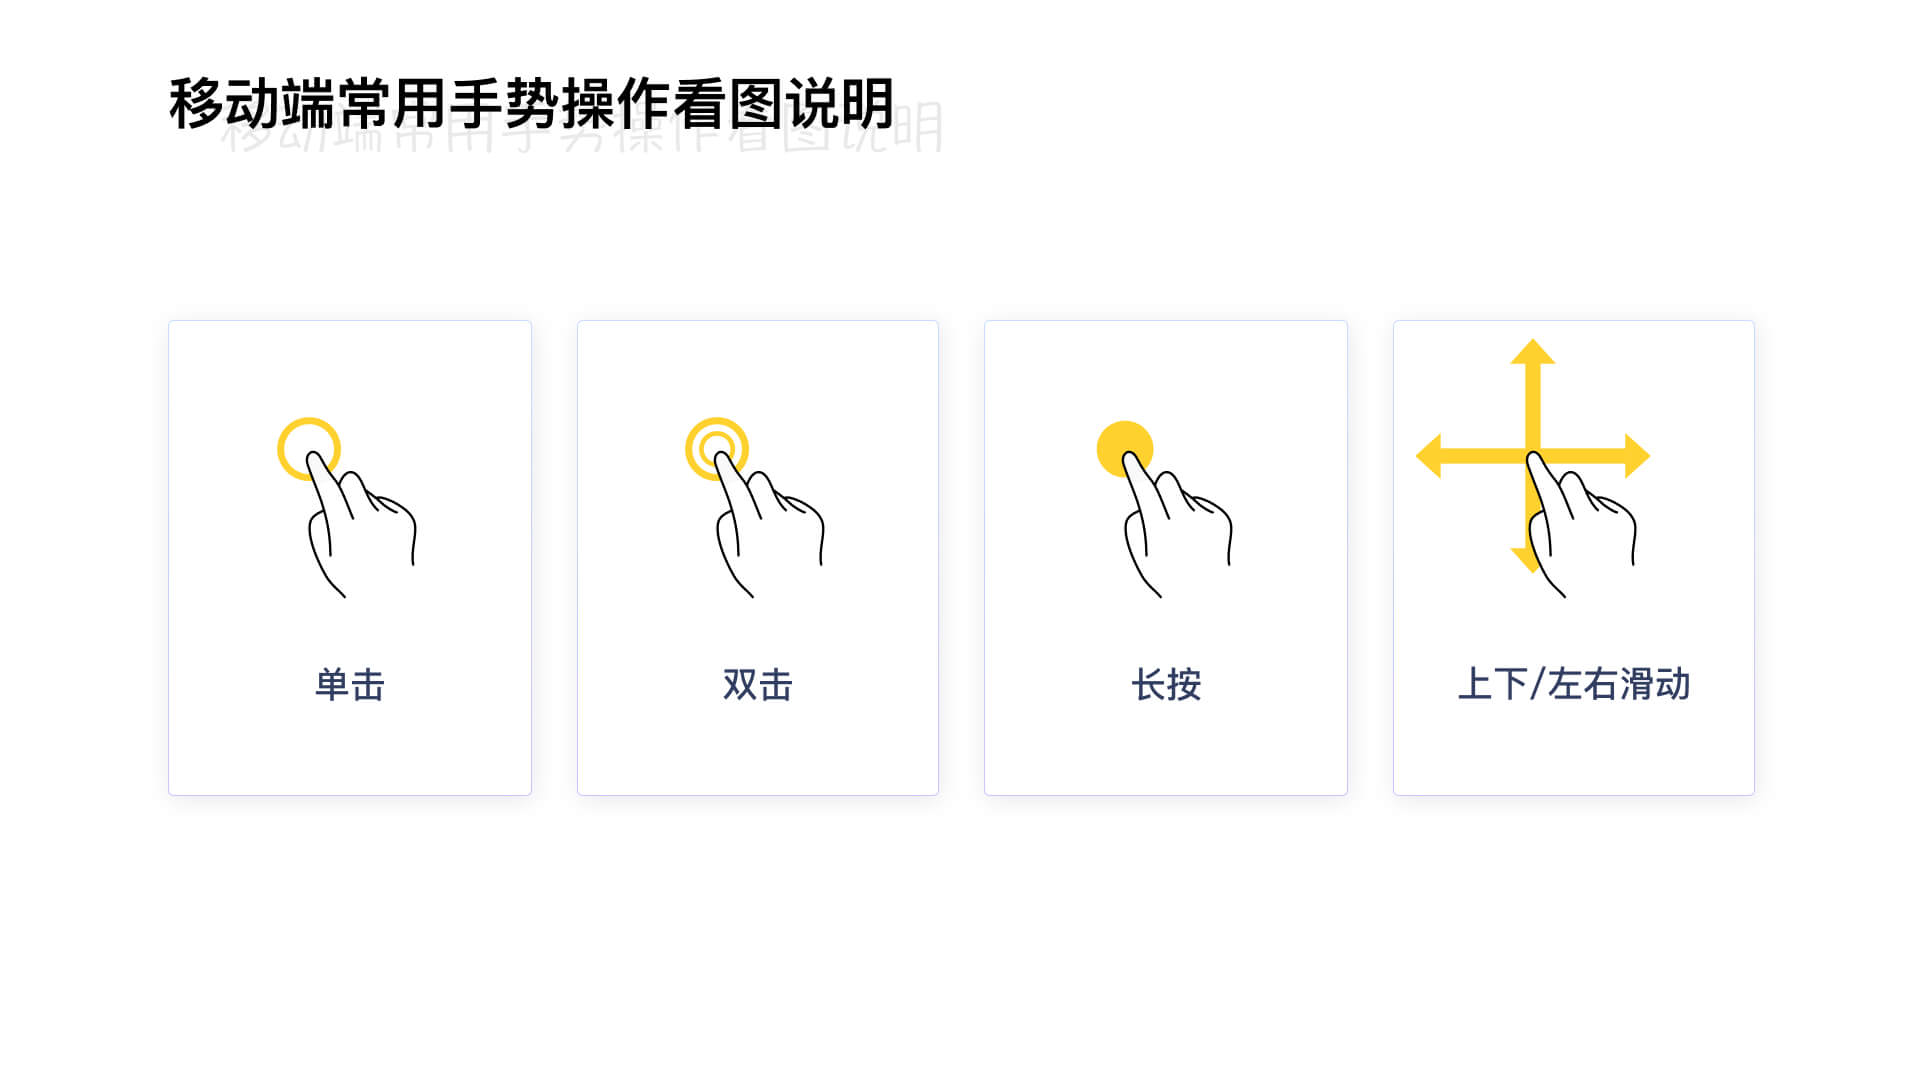 移动端常用手势操作看图说明
移动端常用手势操作看图说明
单击
双击
长按
上下/左右滑动